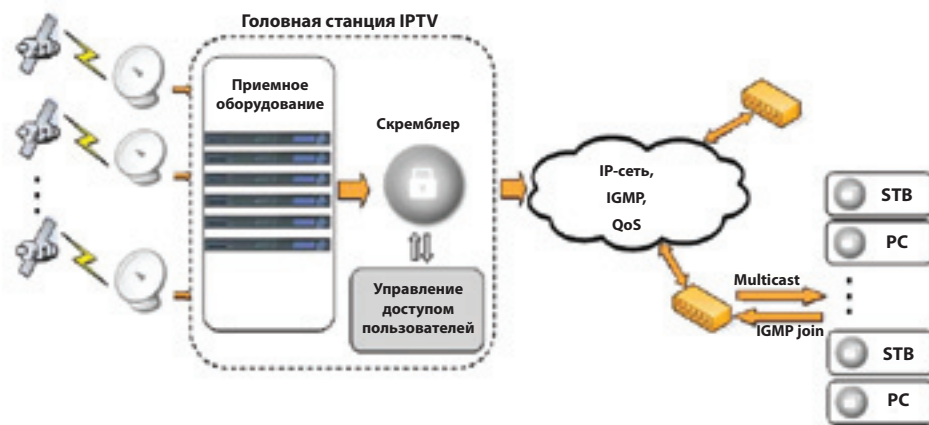 Головная станция IPTV
Приемное
оборудование
Скремблер
Управление
доступом
пользователей
IP-сеть,
IGMP,
QoS
Multicast
IGMP join
STB
PC
STB
PC